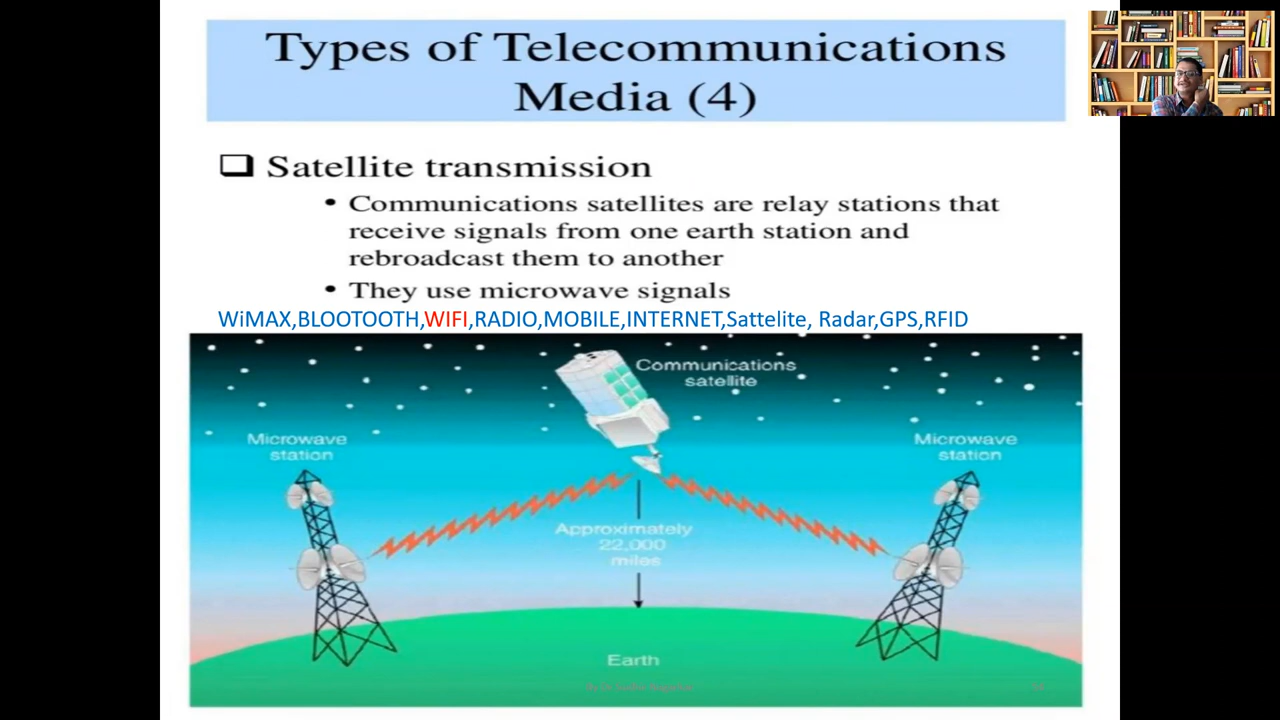 Types of Telecommunications
Media (4)
❑ Satellite transmission
• Communications satellites are relay stations that
receive signals from one earth station and
rebroadcast them to another
• They use microwave signals
WiMAX,BLOOTOOTH,WIFI,RADIO,MOBILE,INTERNET,Sattelite, Radar,GPS,RFID
Communications
satellite
Microwave
station
Microwave
station
Approximately
22,000
miles
Earth